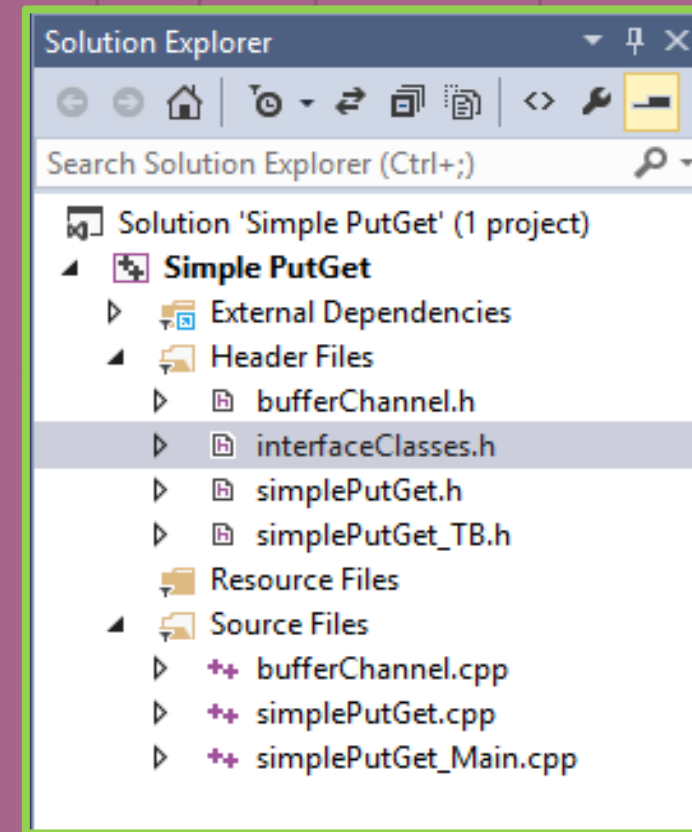 Solution Explorer
Search Solution Explorer (Ctrl+;)
Solution 'Simple PutGet' (1 project)
Simple PutGet
External Dependencies
Header Files
bufferChannel.h
interfaceClasses.h
simplePutGet.h
simplePutGet_TB.h
Resource Files
Source Files
bufferChannel.cpp
simplePutGet.cpp
simplePutGet_Main.cpp